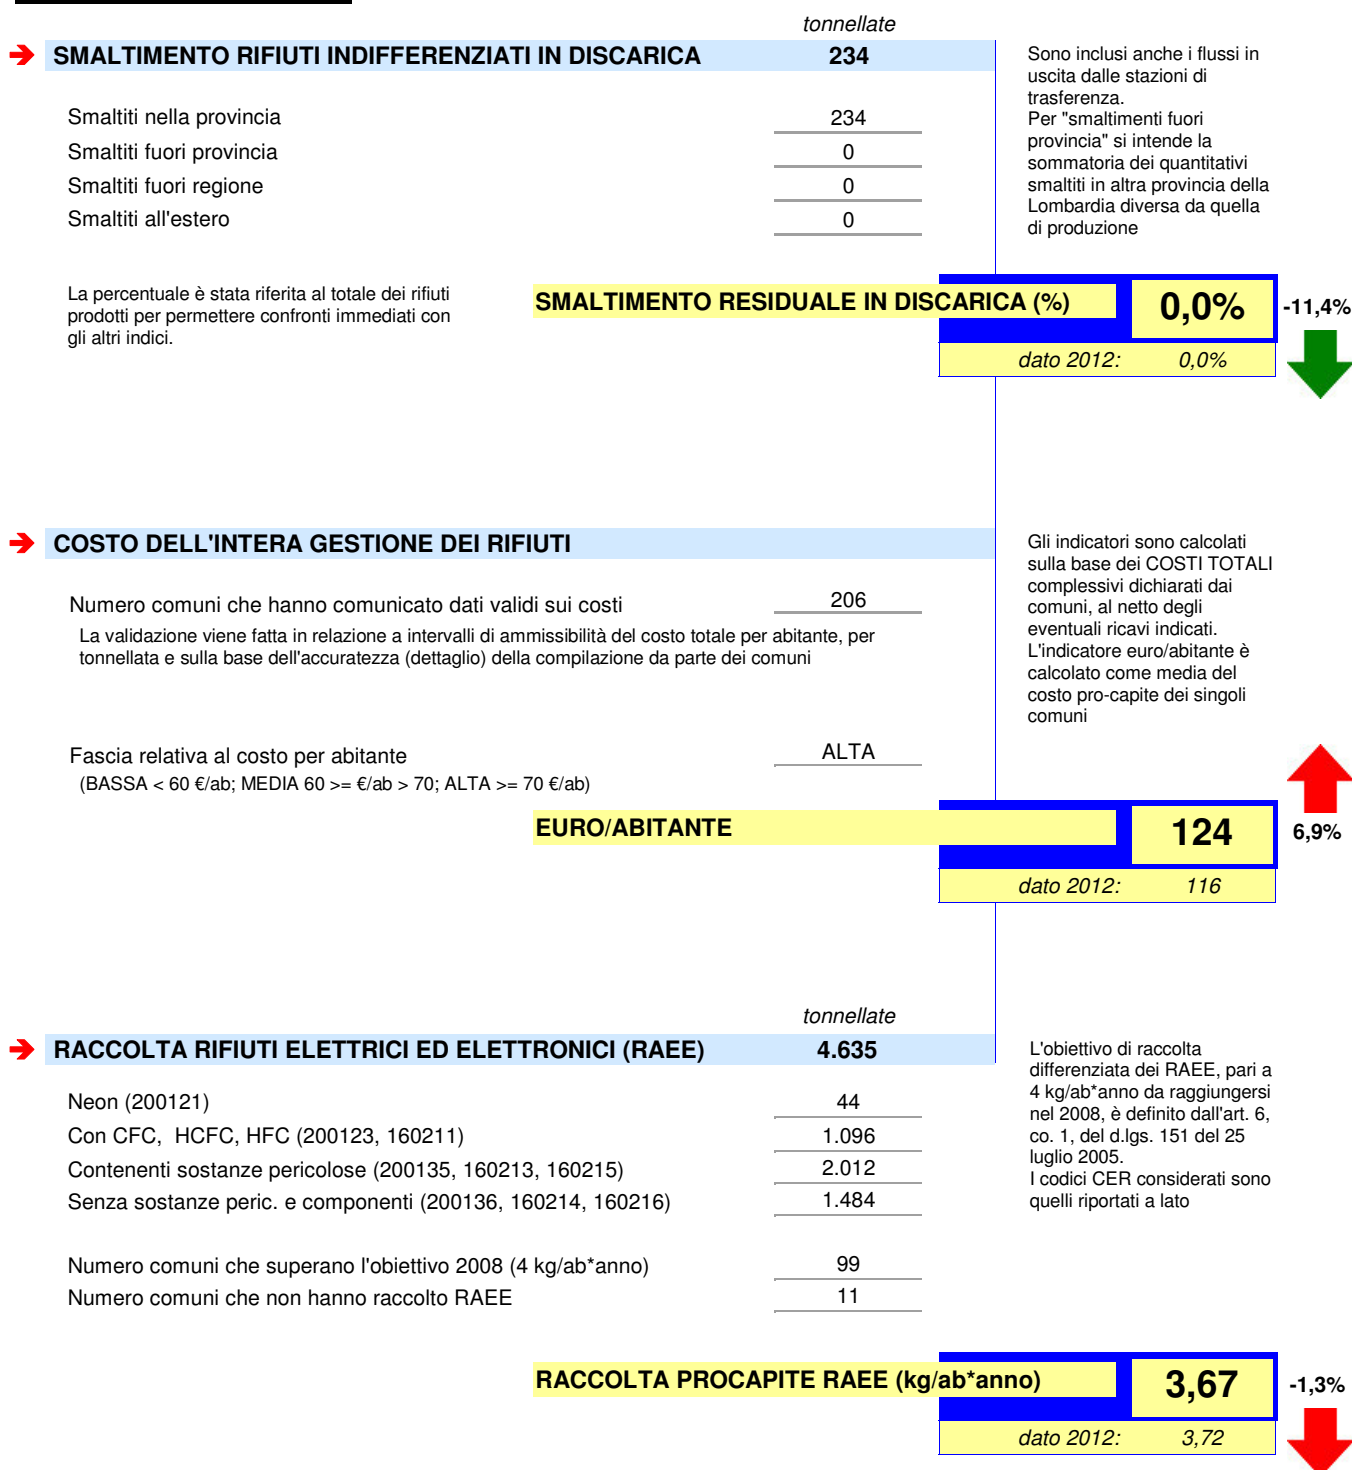 tonnellate
SMALTIMENTO RIFIUTI INDIFFERENZIATI IN DISCARICA 234
Smaltiti nella provincia 234
Smaltiti fuori provincia 0
Smaltiti fuori regione 0
Smaltiti all'estero 0
Sono inclusi anche i flussi in
uscita dalle stazioni di
trasferenza.
Per "smaltimenti fuori
provincia" si intende la
sommatoria dei quantitativi
smaltiti in altra provincia della
Lombardia diversa da quella
di produzione
La percentuale è stata riferita al totale dei rifiuti
prodotti per permettere confronti immediati con
gli altri indici.
SMALTIMENTO RESIDUALE IN DISCARICA (%) 0,0% -11,4%
dato 2012: 0,0%
COSTO DELL'INTERA GESTIONE DEI RIFIUTI
Numero comuni che hanno comunicato dati validi sui costi 206
La validazione viene fatta in relazione a intervalli di ammissibilità del costo totale per abitante, per
tonnellata e sulla base dell'accuratezza (dettaglio) della compilazione da parte dei comuni
Gli indicatori sono calcolati
sulla base dei COSTI TOTALI
complessivi dichiarati dai
comuni, al netto degli
eventuali ricavi indicati.
L'indicatore euro/abitante è
calcolato come media del
costo pro-capite dei singoli
comuni
Fascia relativa al costo per abitante ALTA
(BASSA < 60 €/ab; MEDIA 60 >= €/ab > 70; ALTA >= 70 €/ab)
EURO/ABITANTE 124 6,9%
dato 2012: 116
tonnellate
RACCOLTA RIFIUTI ELETTRICI ED ELETTRONICI (RAEE) 4.635
Neon (200121) 44
Con CFC, HCFC, HFC (200123, 160211) 1.096
Contenenti sostanze pericolose (200135, 160213, 160215) 2.012
Senza sostanze peric. e componenti (200136, 160214, 160216) 1.484
L'obiettivo di raccolta
differenziata dei RAEE, pari a
4 kg/ab*anno da raggiungersi
nel 2008, è definito dall'art. 6,
co. 1, del d.lgs. 151 del 25
luglio 2005.
I codici CER considerati sono
quelli riportati a lato
Numero comuni che superano l'obiettivo 2008 (4 kg/ab*anno) 99
Numero comuni che non hanno raccolto RAEE 11
RACCOLTA PROCAPITE RAEE (kg/ab*anno) 3,67 -1,3%
dato 2012: 3,72